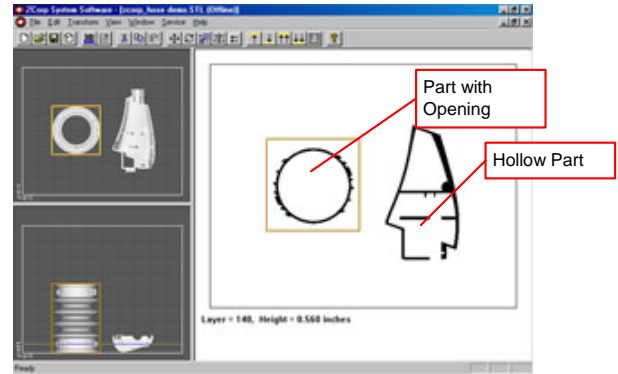 ZCorp System Software - [zcorp_hose demo.STL (Offline)]
File Edit Transform View Window Service Help
Part with
Opening
Hollow Part
Layer = 140, Height = 0.560 inches
Ready